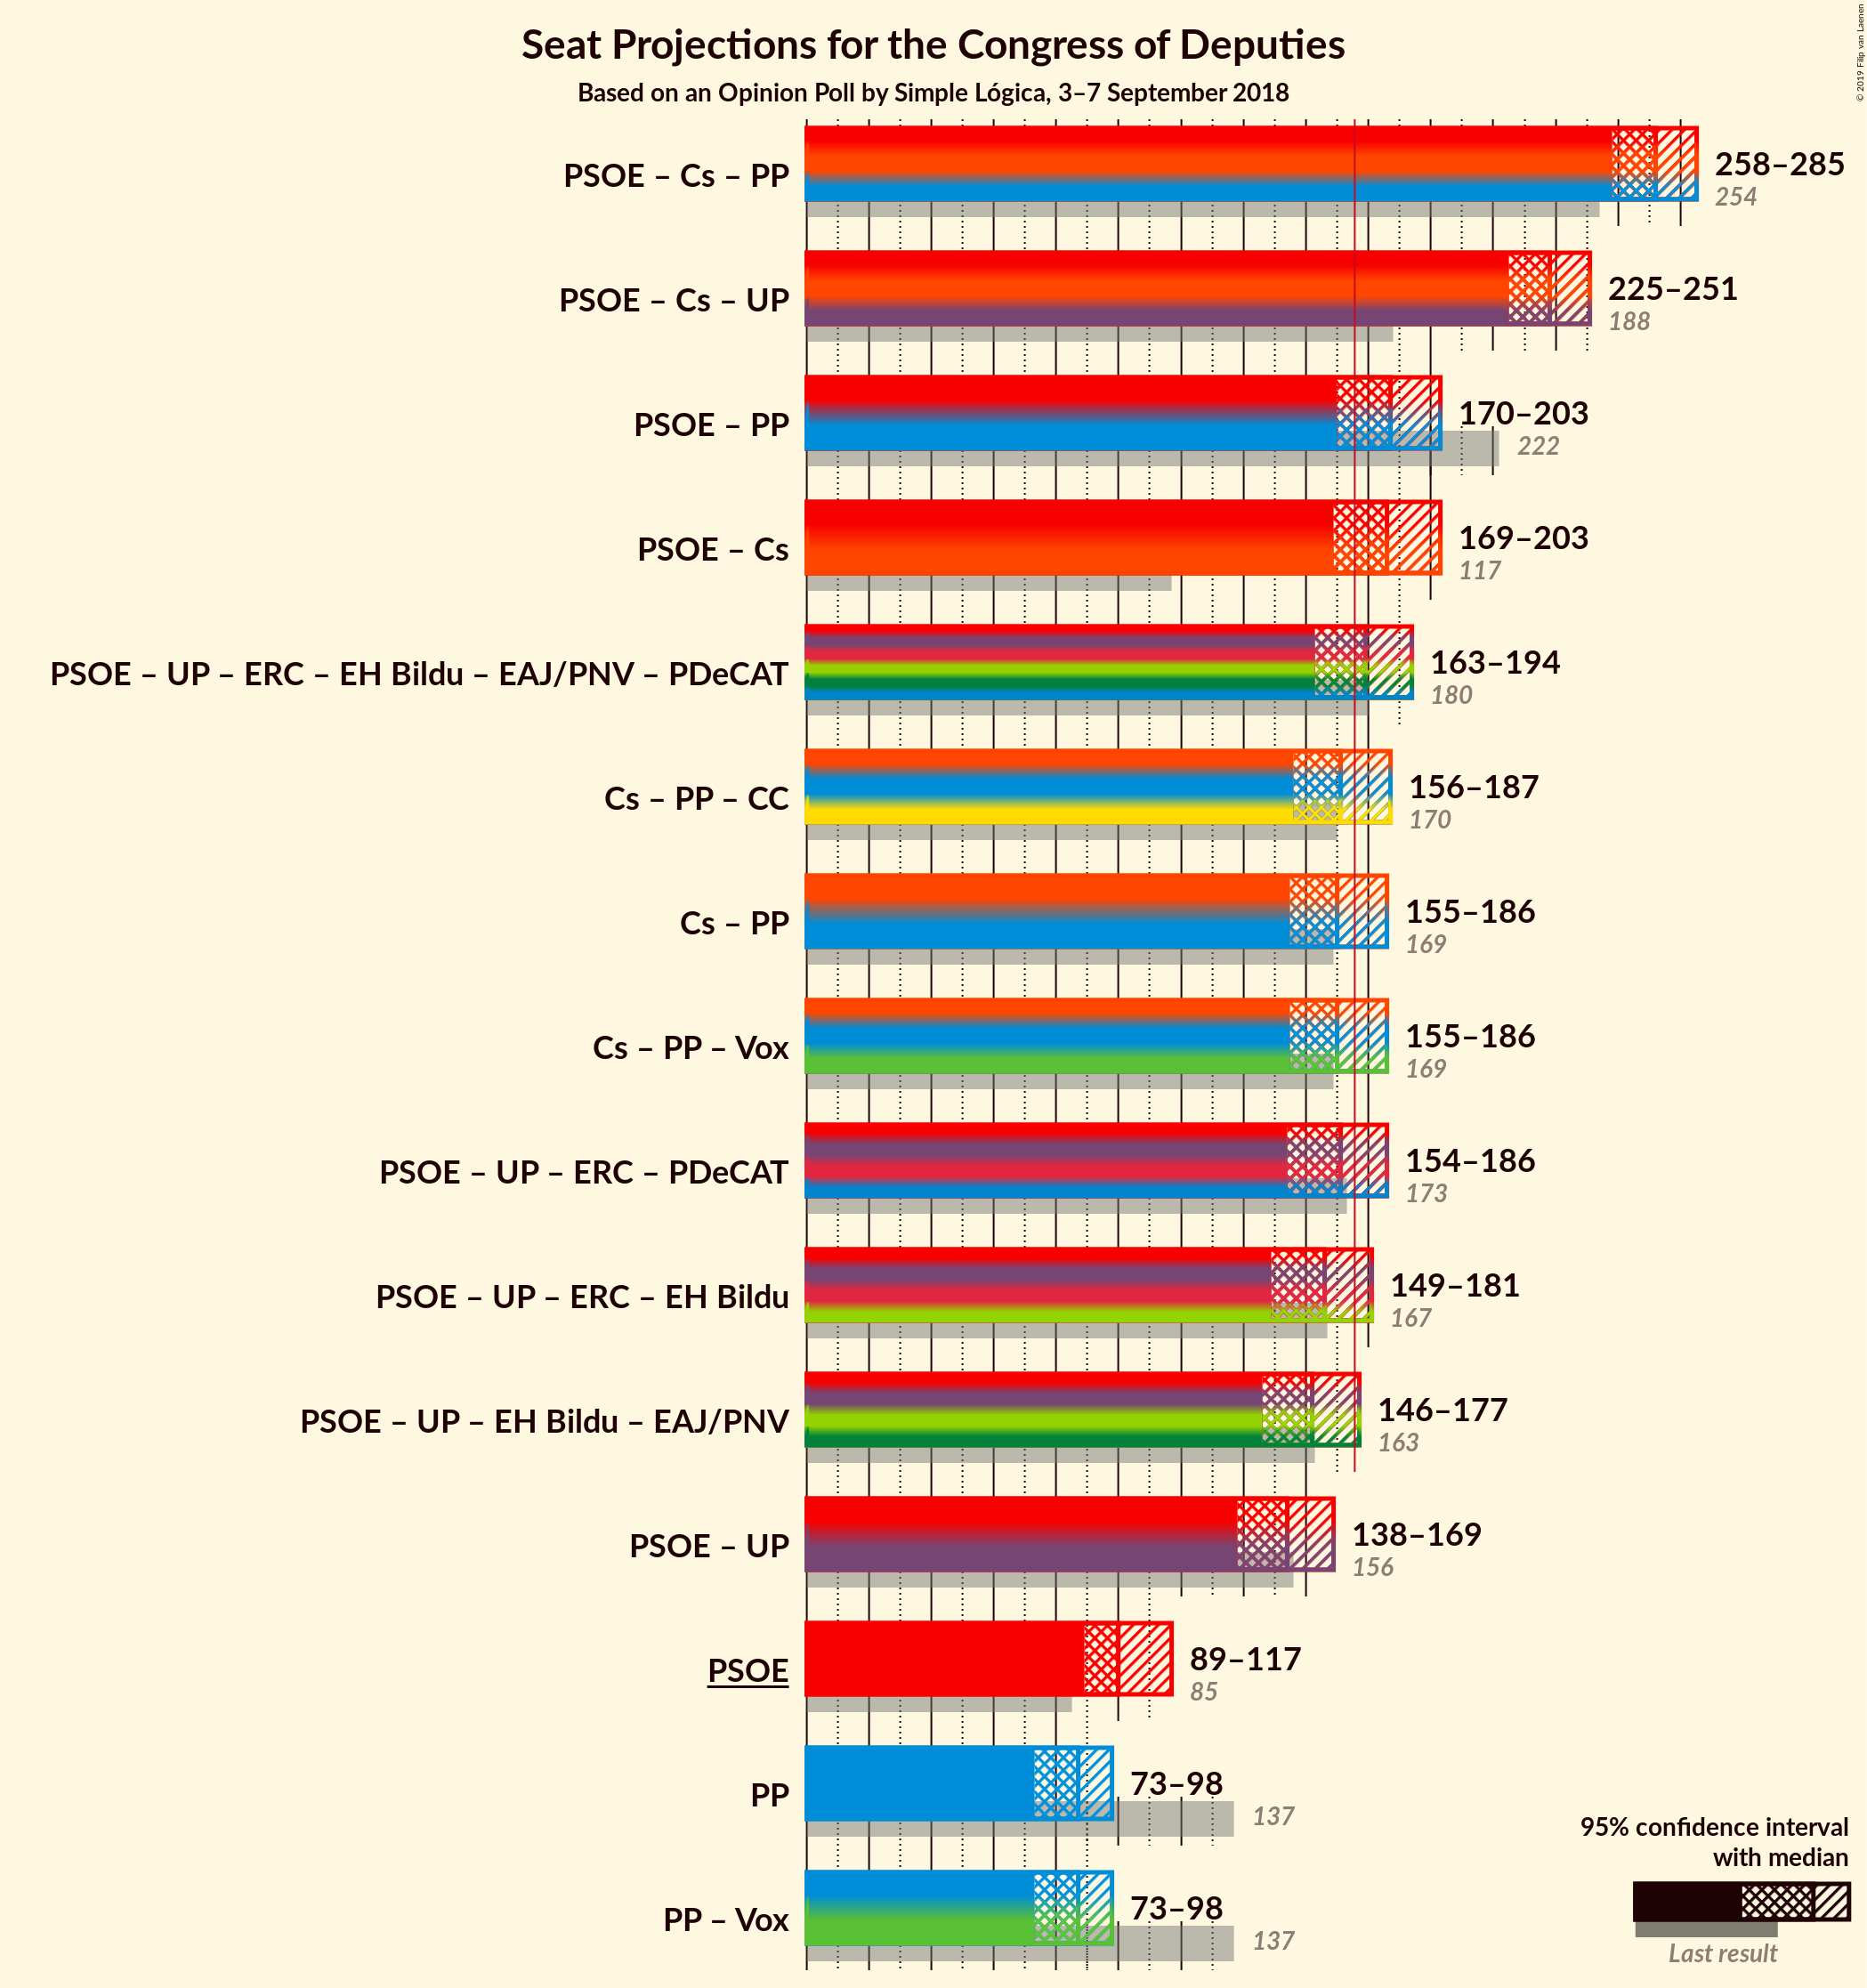 Seat Projections for the Congress of Deputies
Based on an Opinion Poll by Simple Lógica, 3–7 September 2018
© 2019 Filip van Laenen
PSOE – Cs – PP
258–285
254
PSOE – Cs – UP
225–251
188
PSOE – PP
170–203
222
PSOE – Cs
169–203
117
PSOE – UP – ERC – EH Bildu – EAJ/PNV – PDeCAT
163–194
180
Cs – PP – CC
156–187
170
Cs – PP
155–186
169
Cs – PP – Vox
155–186
169
PSOE – UP – ERC – PDeCAT
154–186
173
PSOE – UP – ERC – EH Bildu
149–181
167
PSOE – UP – EH Bildu – EAJ/PNV
146–177
163
PSOE – UP
138–169
156
PSOE
89–117
85
PP
73–98
137
PP – Vox
73–98
137
95% confidence interval
with median
Last result